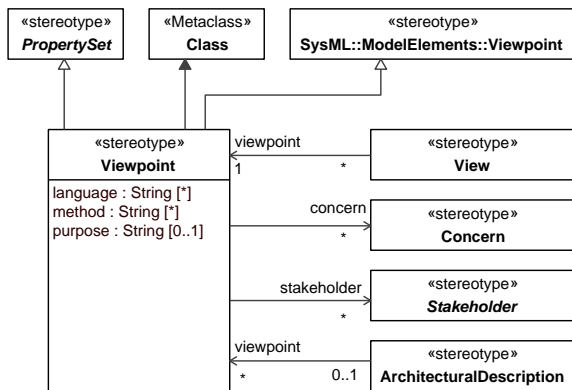 «stereotype»
PropertySet
«Metaclass»
Class
«stereotype»
SysML::ModelElements::Viewpoint
«stereotype»
Viewpoint
language : String [*]
method : String [*]
purpose : String [0..1]
viewpoint
1
*
«stereotype»
View
concern
*
«stereotype»
Concern
stakeholder
*
«stereotype»
Stakeholder
viewpoint
*
0..1
«stereotype»
ArchitecturalDescription